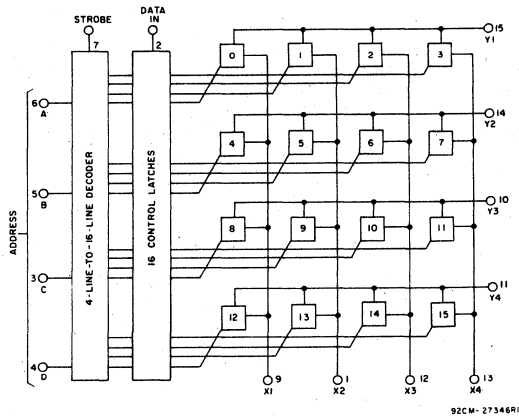 STROBE
7
DATA
IN
2
15
Y1
0
1
2
3
6
A
14
Y2
4
5
6
7
5
B
ADDRESS
4-LINE-TO-16-LINE DECODER
16 CONTROL LATCHES
10
Y3
8
9
10
11
3
C
11
Y4
12
13
14
15
4
D
9
X1
1
X2
12
X3
13
X4
92CM-27346R1